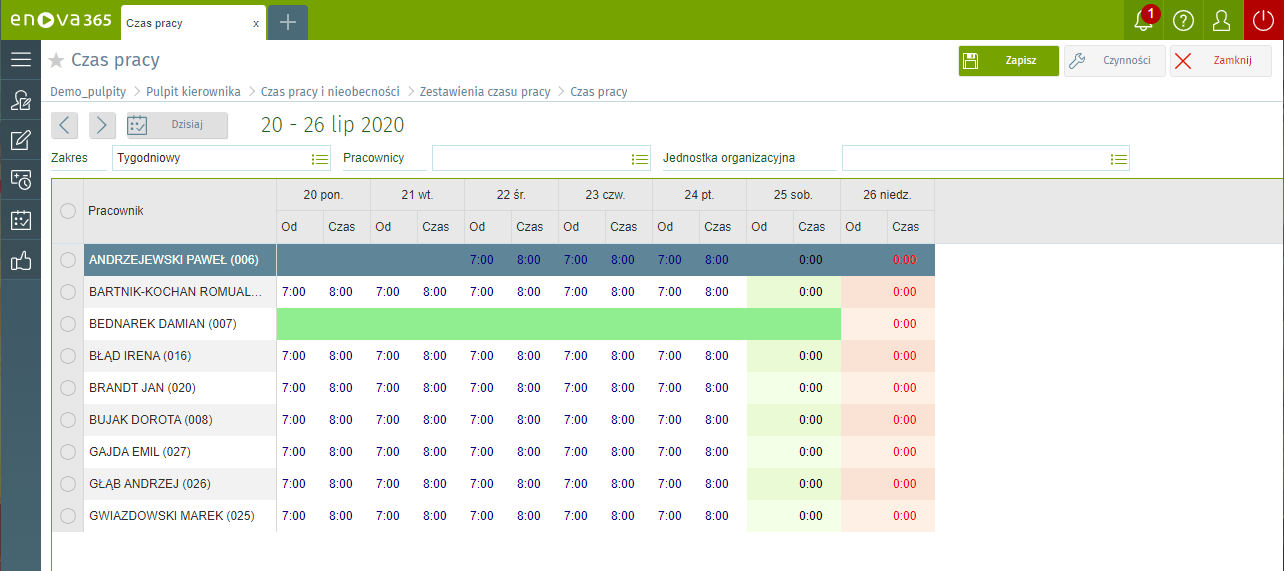 enova365 Czas pracy x 1
Czas pracy Zapisz Czynności Zamknij
Demo_pulpity Pulpit kierownika Czas pracy i nieobecności Zestawienia czasu pracy Czas pracy
Dzisiaj 20 - 26 lip 2020
Zakres Tygodniowy Pracownicy Jednostka organizacyjna
Pracownik 20 pon. 21 wt. 22 śr. 23 czw. 24 pt. 25 sob. 26 niedz.
Od Czas Od Czas Od Czas Od Czas Od Czas Od Czas Od Czas
ANDRZEJEWSKI PAWEŁ (006) 7:00 8:00 7:00 8:00 7:00 8:00 0:00 0:00
BARTNIK-KOCHAN ROMUAL... 7:00 8:00 7:00 8:00 7:00 8:00 7:00 8:00 7:00 8:00 0:00 0:00
BEDNAREK DAMIAN (007) 0:00
BŁĄD IRENA (016) 7:00 8:00 7:00 8:00 7:00 8:00 7:00 8:00 7:00 8:00 0:00 0:00
BRANDT JAN (020) 7:00 8:00 7:00 8:00 7:00 8:00 7:00 8:00 7:00 8:00 0:00 0:00
BUJAK DOROTA (008) 7:00 8:00 7:00 8:00 7:00 8:00 7:00 8:00 7:00 8:00 0:00 0:00
GAJDA EMIL (027) 7:00 8:00 7:00 8:00 7:00 8:00 7:00 8:00 7:00 8:00 0:00 0:00
GŁĄB ANDRZEJ (026) 7:00 8:00 7:00 8:00 7:00 8:00 7:00 8:00 7:00 8:00 0:00 0:00
GWIAZDOWSKI MAREK (025) 7:00 8:00 7:00 8:00 7:00 8:00 7:00 8:00 7:00 8:00 0:00 0:00